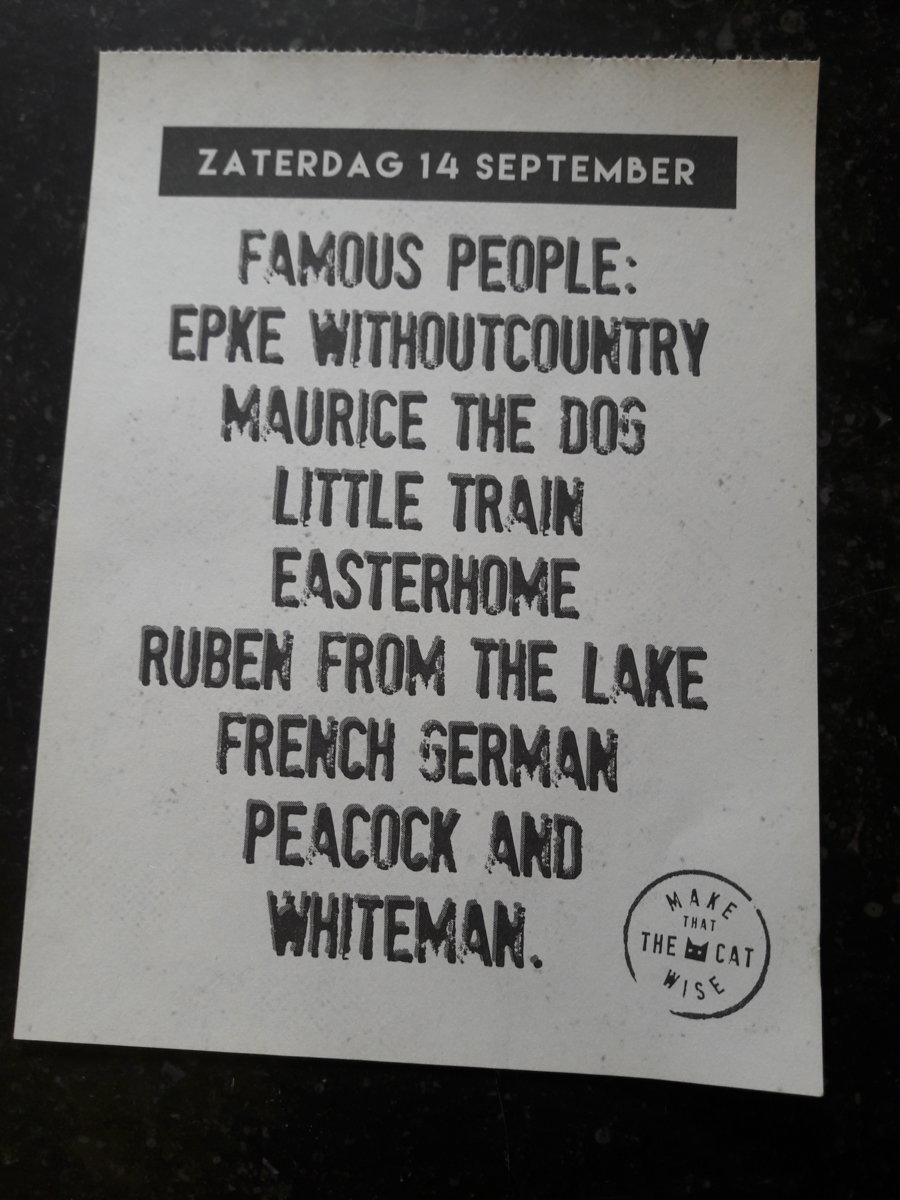 ZATERDAG 14 SEPTEMBER
FAMOUS PEOPLE:
EPKE WITHOUTCOUNTRY
MAURICE THE DOG
LITTLE TRAIN
EASTERHOME
RUBEN FROM THE LAKE
FRENCH GERMAN
PEACOCK AND
WHITEMAN.
MAKE
THAT
THE CAT
WISE